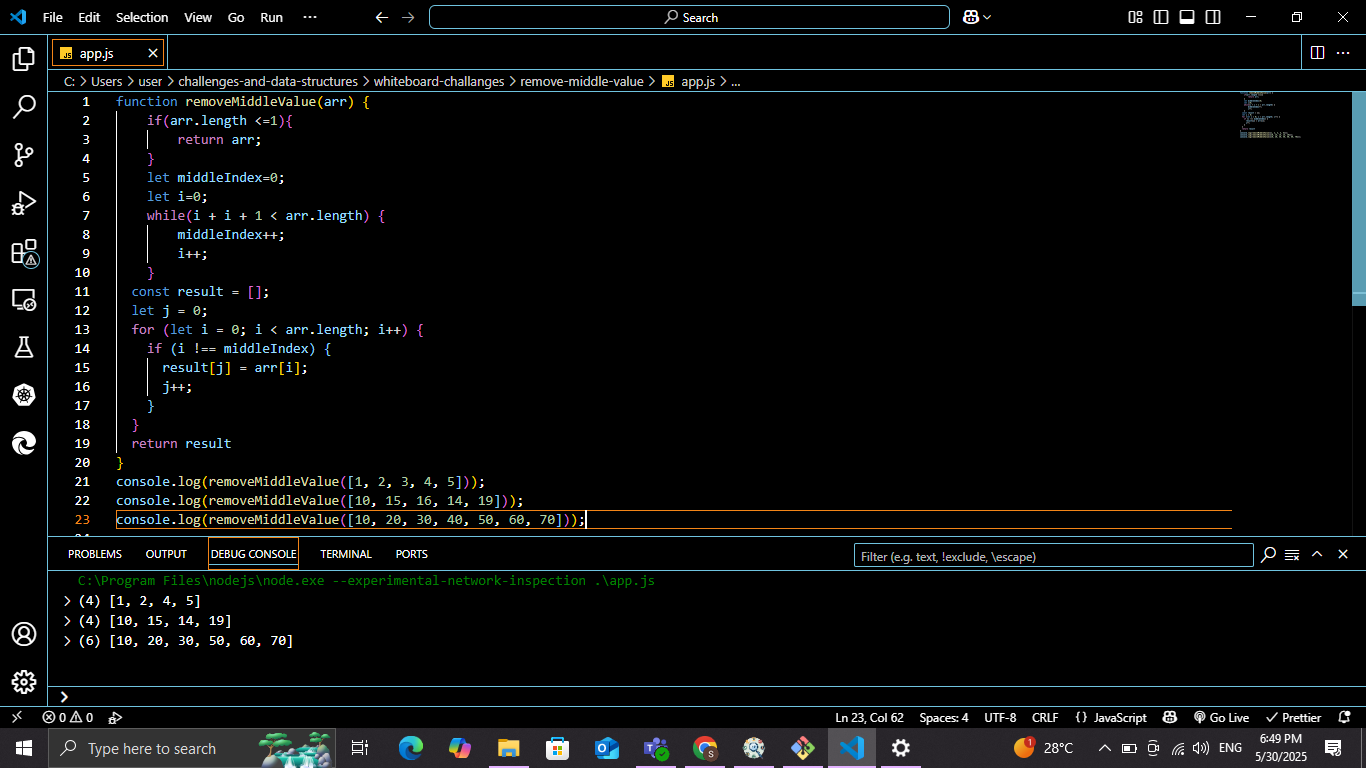 File Edit Selection View Go Run ··· Search
JS app.js
C: > Users > user > challenges-and-data-structures > whiteboard-challanges > remove-middle-value > JS app.js > ...
1 function removeMiddleValue(arr) {
2     if(arr.length <=1){
3         return arr;
4     }
5     let middleIndex=0;
6     let i=0;
7     while(i + i + 1 < arr.length) {
8         middleIndex++;
9         i++;
10     }
11   const result = [];
12   let j = 0;
13   for (let i = 0; i < arr.length; i++) {
14     if (i !== middleIndex) {
15       result[j] = arr[i];
16       j++;
17     }
18   }
19   return result
20 }
21 console.log(removeMiddleValue([1, 2, 3, 4, 5]));
22 console.log(removeMiddleValue([10, 15, 16, 14, 19]));
23 console.log(removeMiddleValue([10, 20, 30, 40, 50, 60, 70]));
PROBLEMS OUTPUT DEBUG CONSOLE TERMINAL PORTS Filter (e.g. text, !exclude, \escape)
C:\Program Files\nodejs\node.exe --experimental-network-inspection .\app.js
> (4) [1, 2, 4, 5]
> (4) [10, 15, 14, 19]
> (6) [10, 20, 30, 50, 60, 70]
>
0 0 Ln 23, Col 62 Spaces: 4 UTF-8 CRLF {} JavaScript Go Live Prettier
Type here to search 1 28°C ENG 6:49 PM
5/30/2025